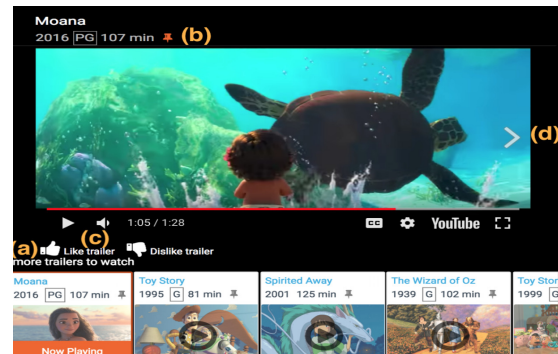 Moana
2016 PG 107 min (b)
(d)
1:05 / 1:28 CC YouTube
(a) Like trailer (c) Dislike trailer
more trailers to watch
Moana Toy Story Spirited Away The Wizard of Oz Toy Stor
2016 PG 107 min 1995 G 81 min 2001 125 min 1939 G 102 min 1999 G
Now Playing